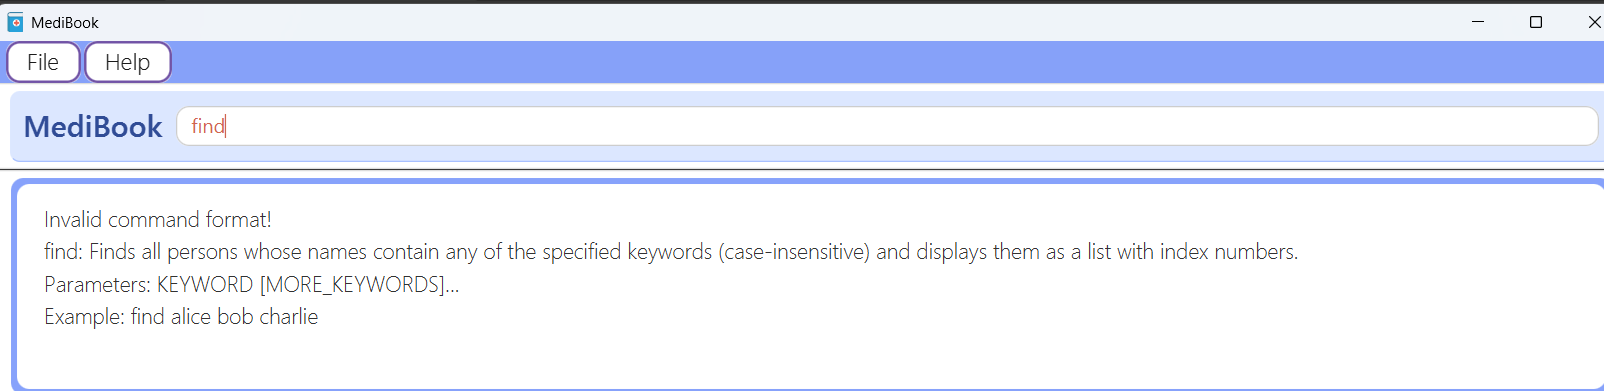 MediBook
File Help
MediBook find
Invalid command format!
find: Finds all persons whose names contain any of the specified keywords (case-insensitive) and displays them as a list with index numbers.
Parameters: KEYWORD [MORE_KEYWORDS]...
Example: find alice bob charlie